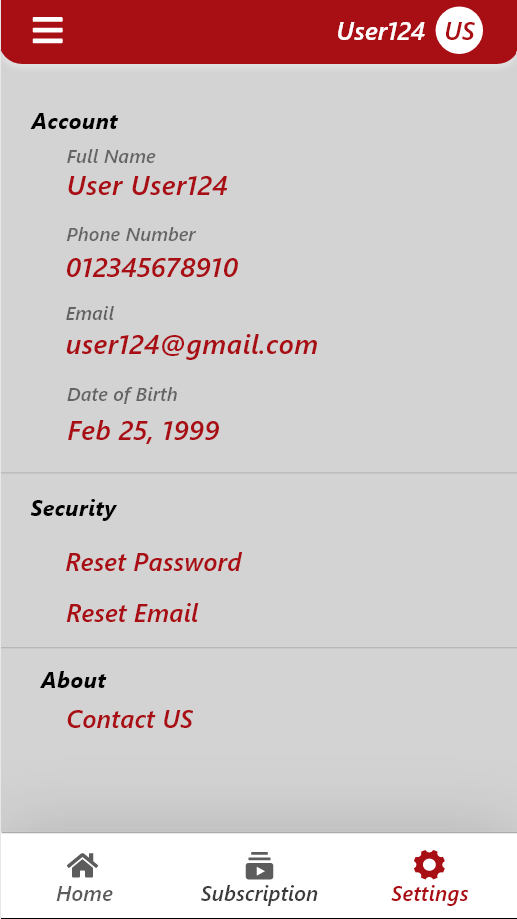 User124 US
Account
Full Name
User User124
Phone Number
012345678910
Email
user124@gmail.com
Date of Birth
Feb 25, 1999
Security
Reset Password
Reset Email
About
Contact US
Home Subscription Settings